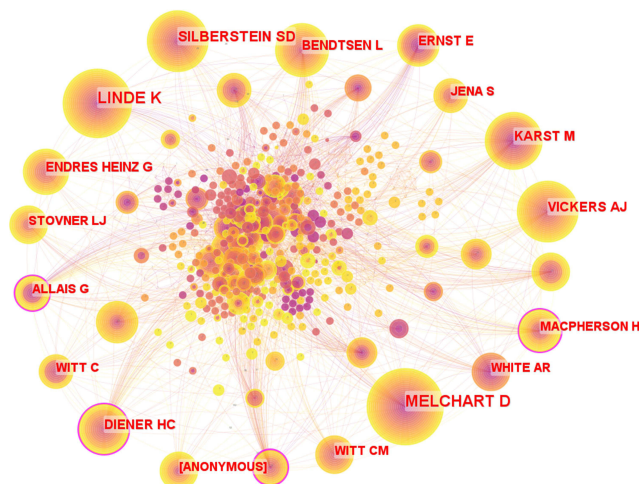 SILBERSTEIN SD
BENDTSEN L
ERNST E
LINDE K
JENA S
KARST M
ENDRES HEINZ G
VICKERS AJ
STOVNER LJ
ALLAIS G
MACPHERSON H
WITT C
WHITE AR
MELCHART D
DIENER HC
WITT CM
[ANONYMOUS]